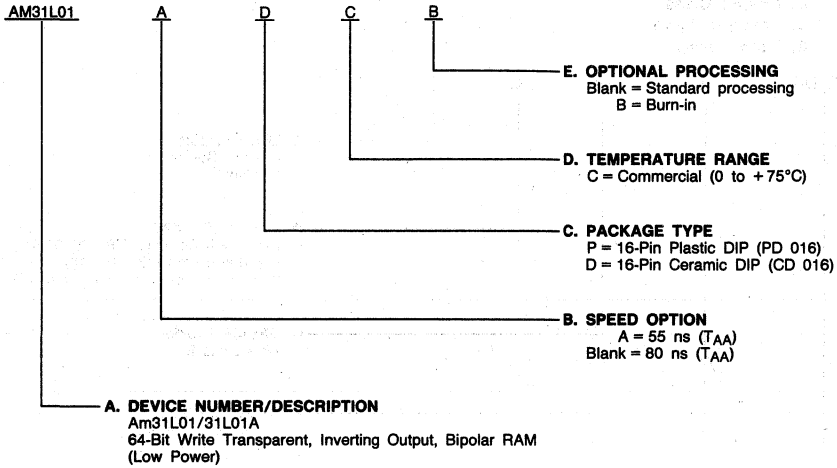 AM31L01 A D C B
E. OPTIONAL PROCESSING
Blank = Standard processing
B = Burn-in
D. TEMPERATURE RANGE
C = Commercial (0 to +75°C)
C. PACKAGE TYPE
P = 16-Pin Plastic DIP (PD 016)
D = 16-Pin Ceramic DIP (CD 016)
B. SPEED OPTION
A = 55 ns (TAA)
Blank = 80 ns (TAA)
A. DEVICE NUMBER/DESCRIPTION
Am31L01/31L01A
64-Bit Write Transparent, Inverting Output, Bipolar RAM
(Low Power)